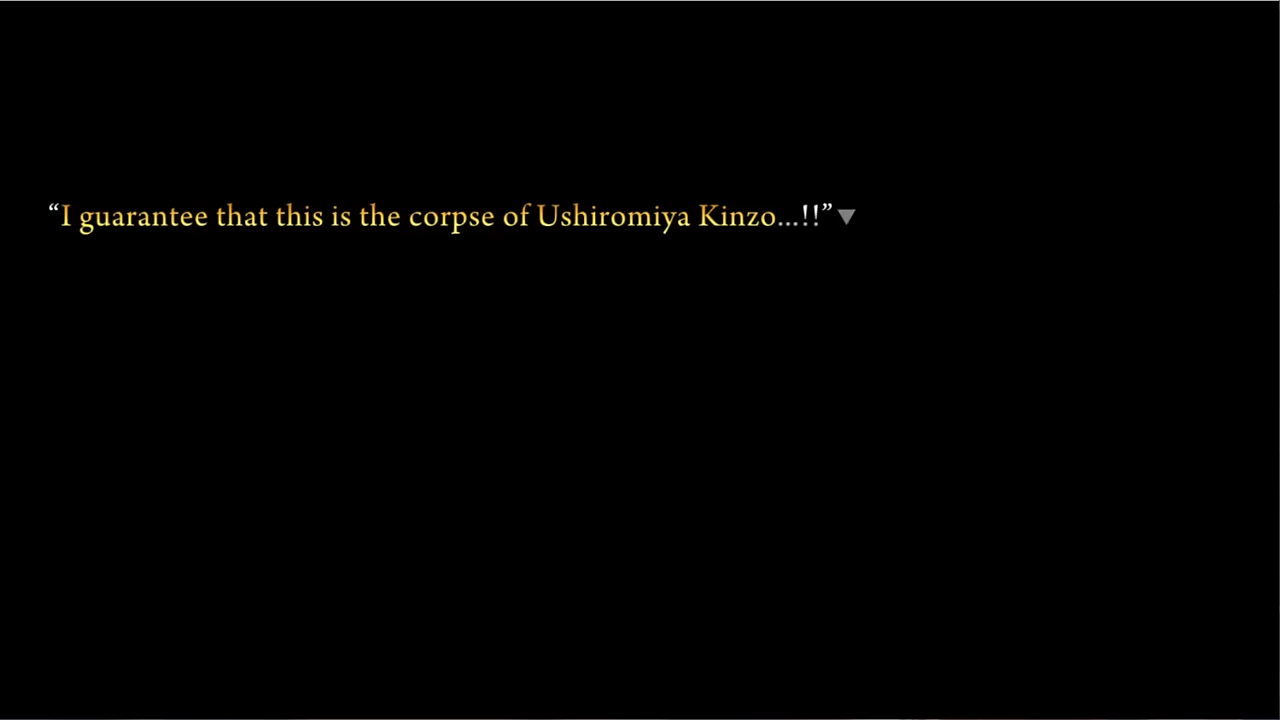 “I guarantee that this is the corpse of Ushiromiya Kinzo...!!”